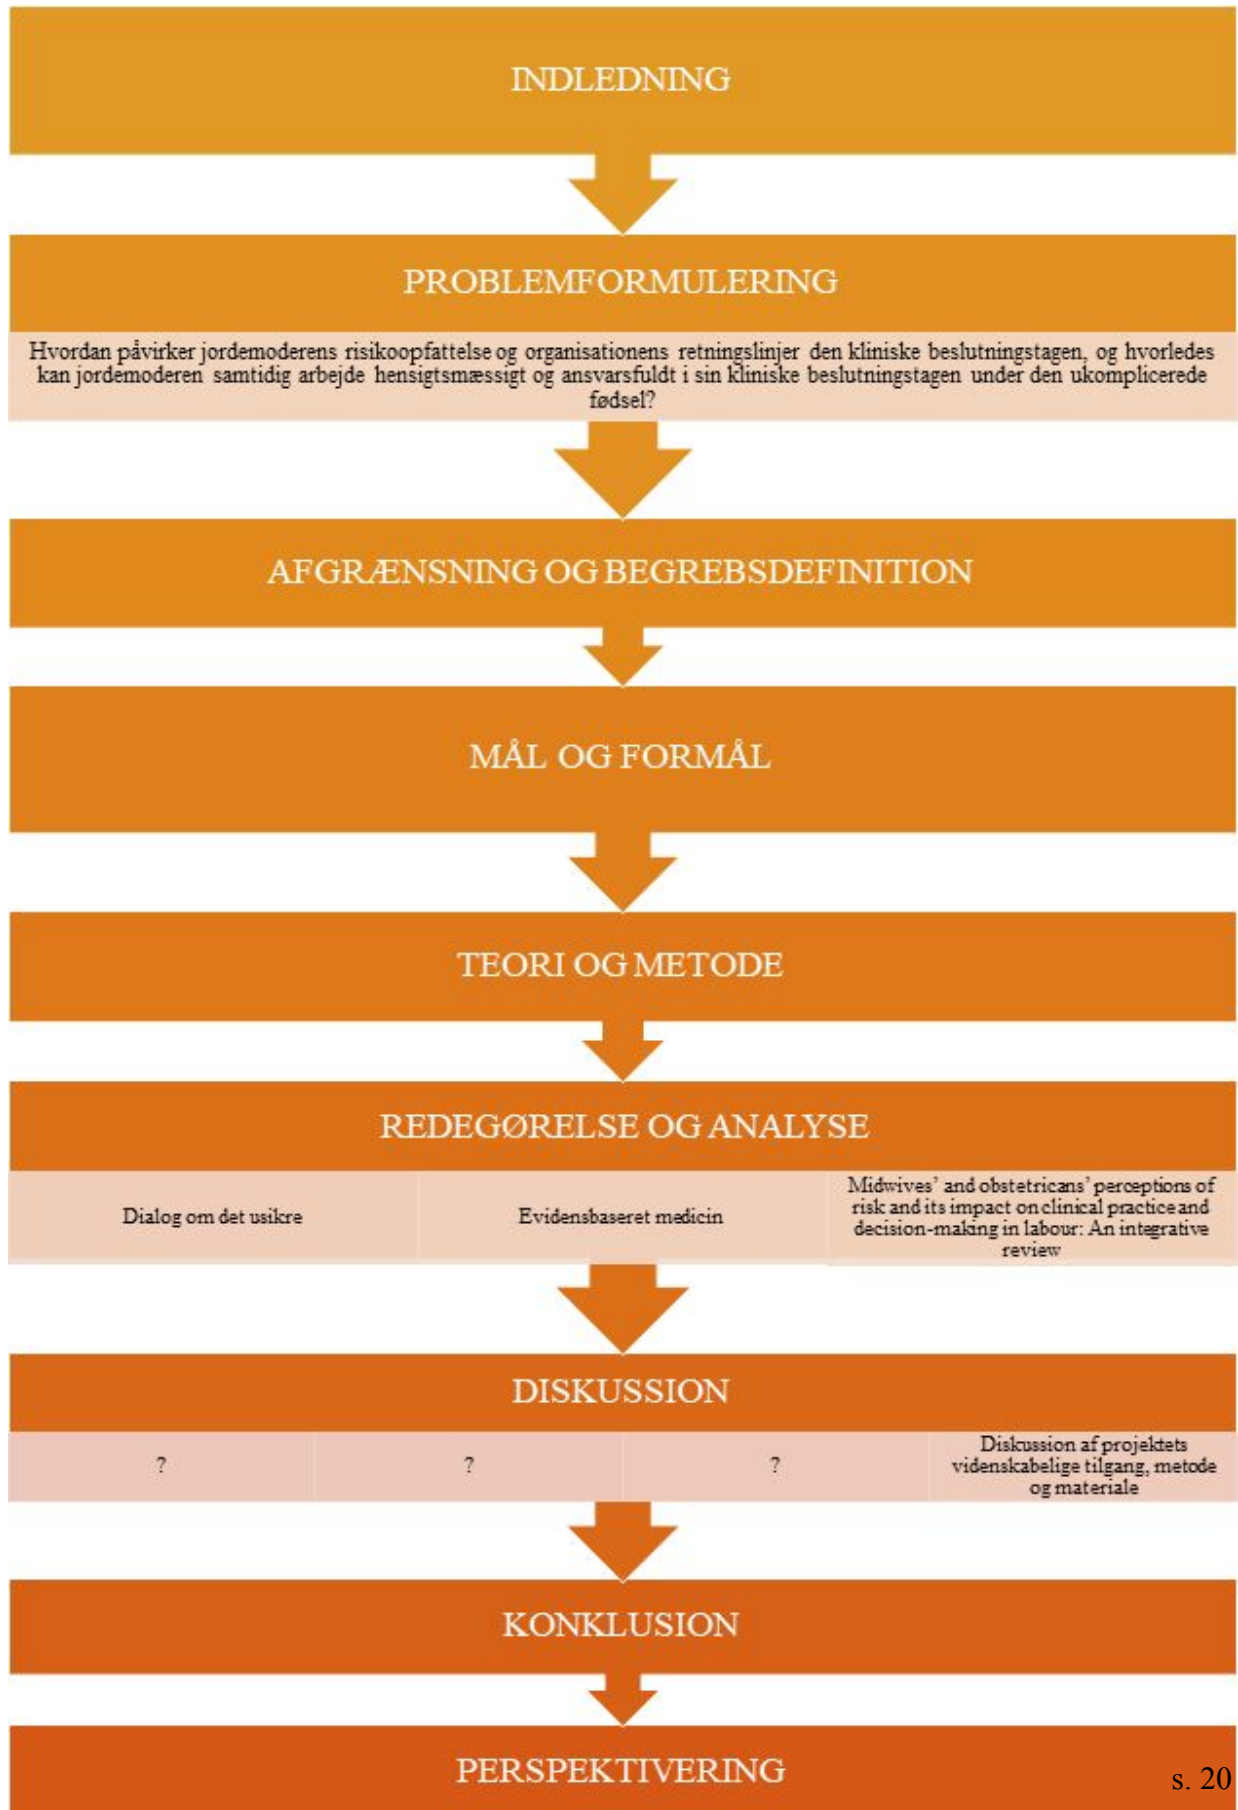 INDLEDNING
PROBLEMFORMULERING
Hvordan påvirker jordemoderens risikoopfattelse og organisationens retningslinjer den kliniske beslutningstagen, og hvorledes
kan jordemoderen samtidig arbejde hensigtsmæssigt og ansvarsfuldt i sin kliniske beslutningstagen under den ukomplicerede
fødsel?
AFGRÆNSNING OG BEGREBSDEFINITION
MÅL OG FORMÅL
TEORI OG METODE
REDEGØRELSE OG ANALYSE
Dialog om det usikre
Evidensbaseret medicin
Midwives’ and obstetricans’ perceptions of
risk and its impact on clinical practice and
decision-making in labour: An integrative
review
DISKUSSION
?
?
?
Diskussion af projektets
videnskabelige tilgang, metode
og materiale
KONKLUSION
PERSPEKTIVERING
s. 20